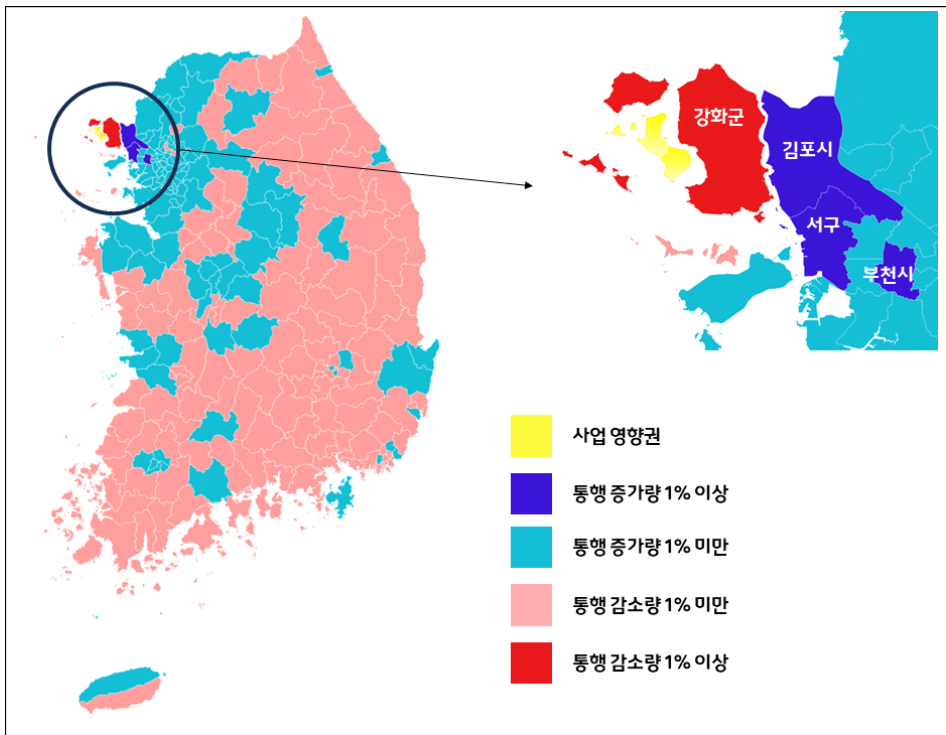 강화군
김포시
서구
부천시
사업 영향권
통행 증가량 1% 이상
통행 증가량 1% 미만
통행 감소량 1% 미만
통행 감소량 1% 이상